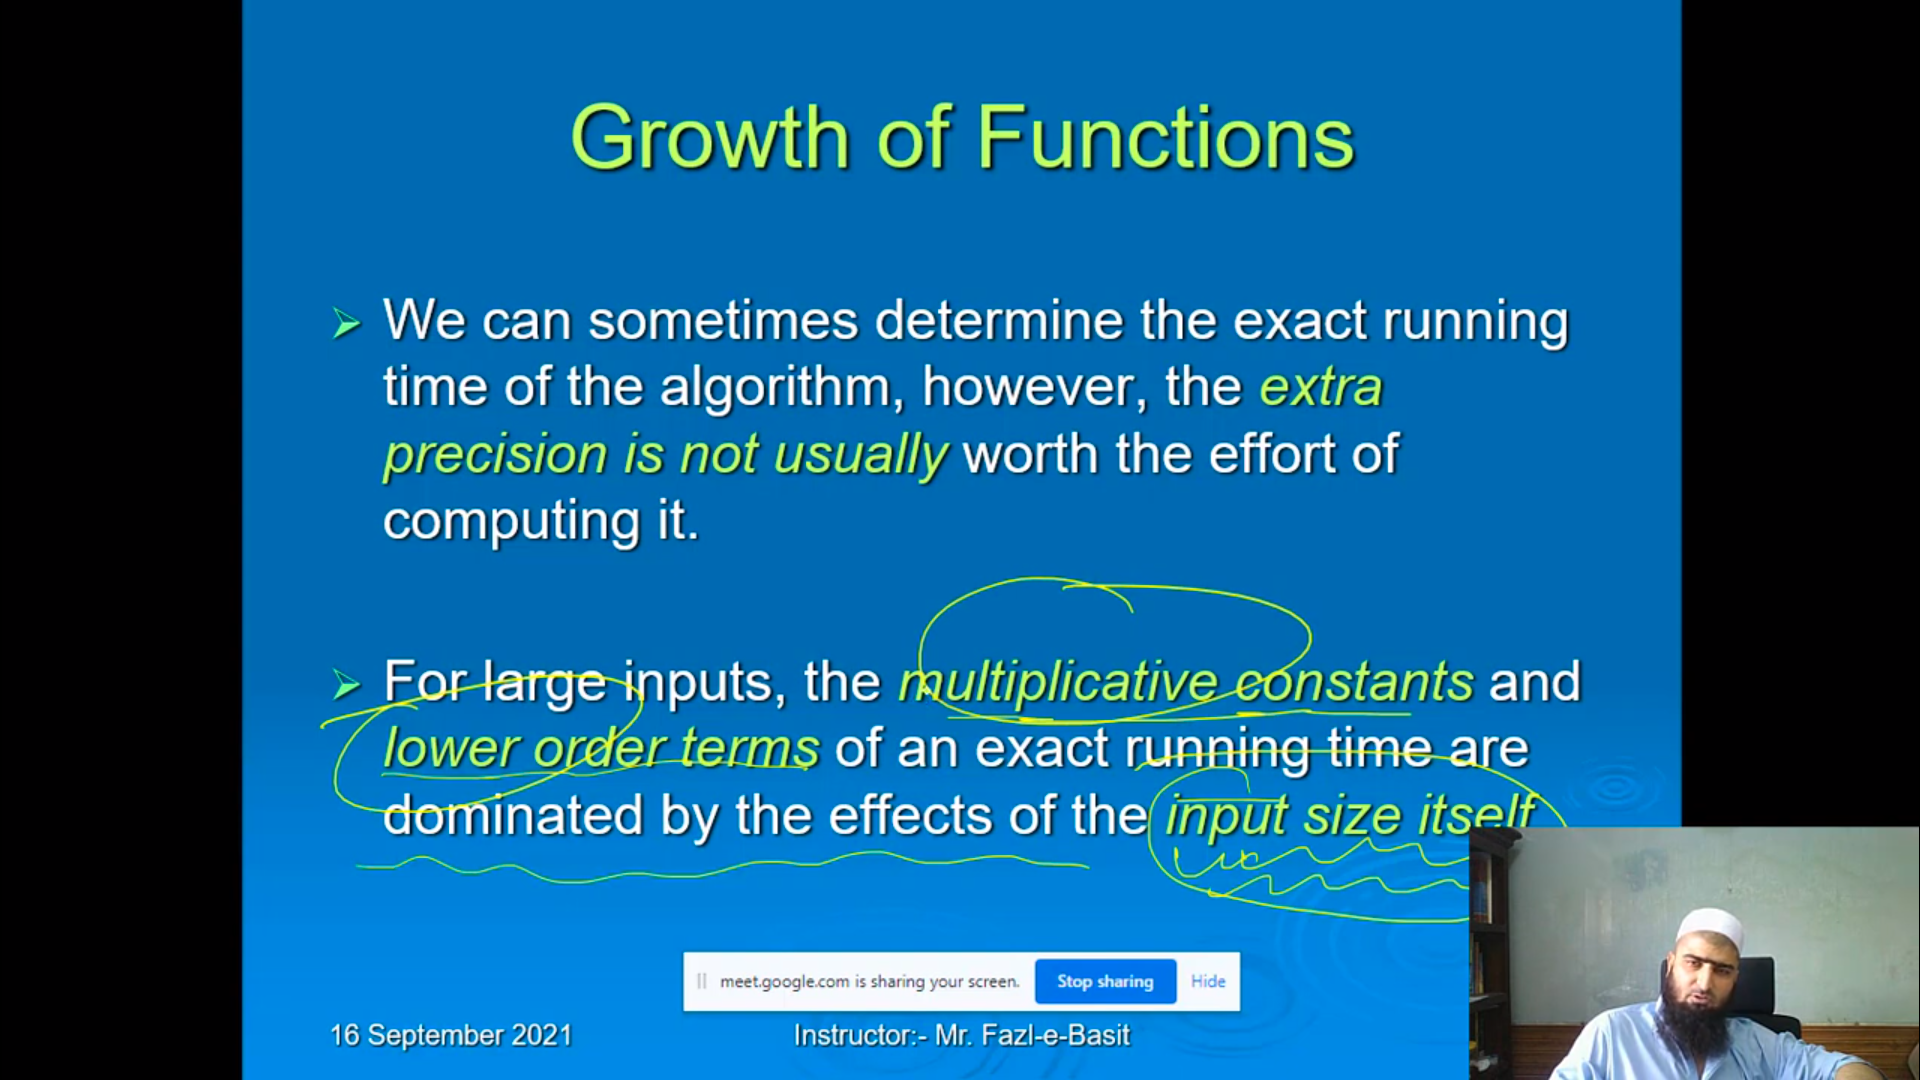 Growth of Functions
We can sometimes determine the exact running
time of the algorithm, however, the extra
precision is not usually worth the effort of
computing it.
For large inputs, the multiplicative constants and
lower order terms of an exact running time are
dominated by the effects of the input size itself
meet.google.com is sharing your screen. Stop sharing Hide
16 September 2021 Instructor:- Mr. Fazl-e-Basit